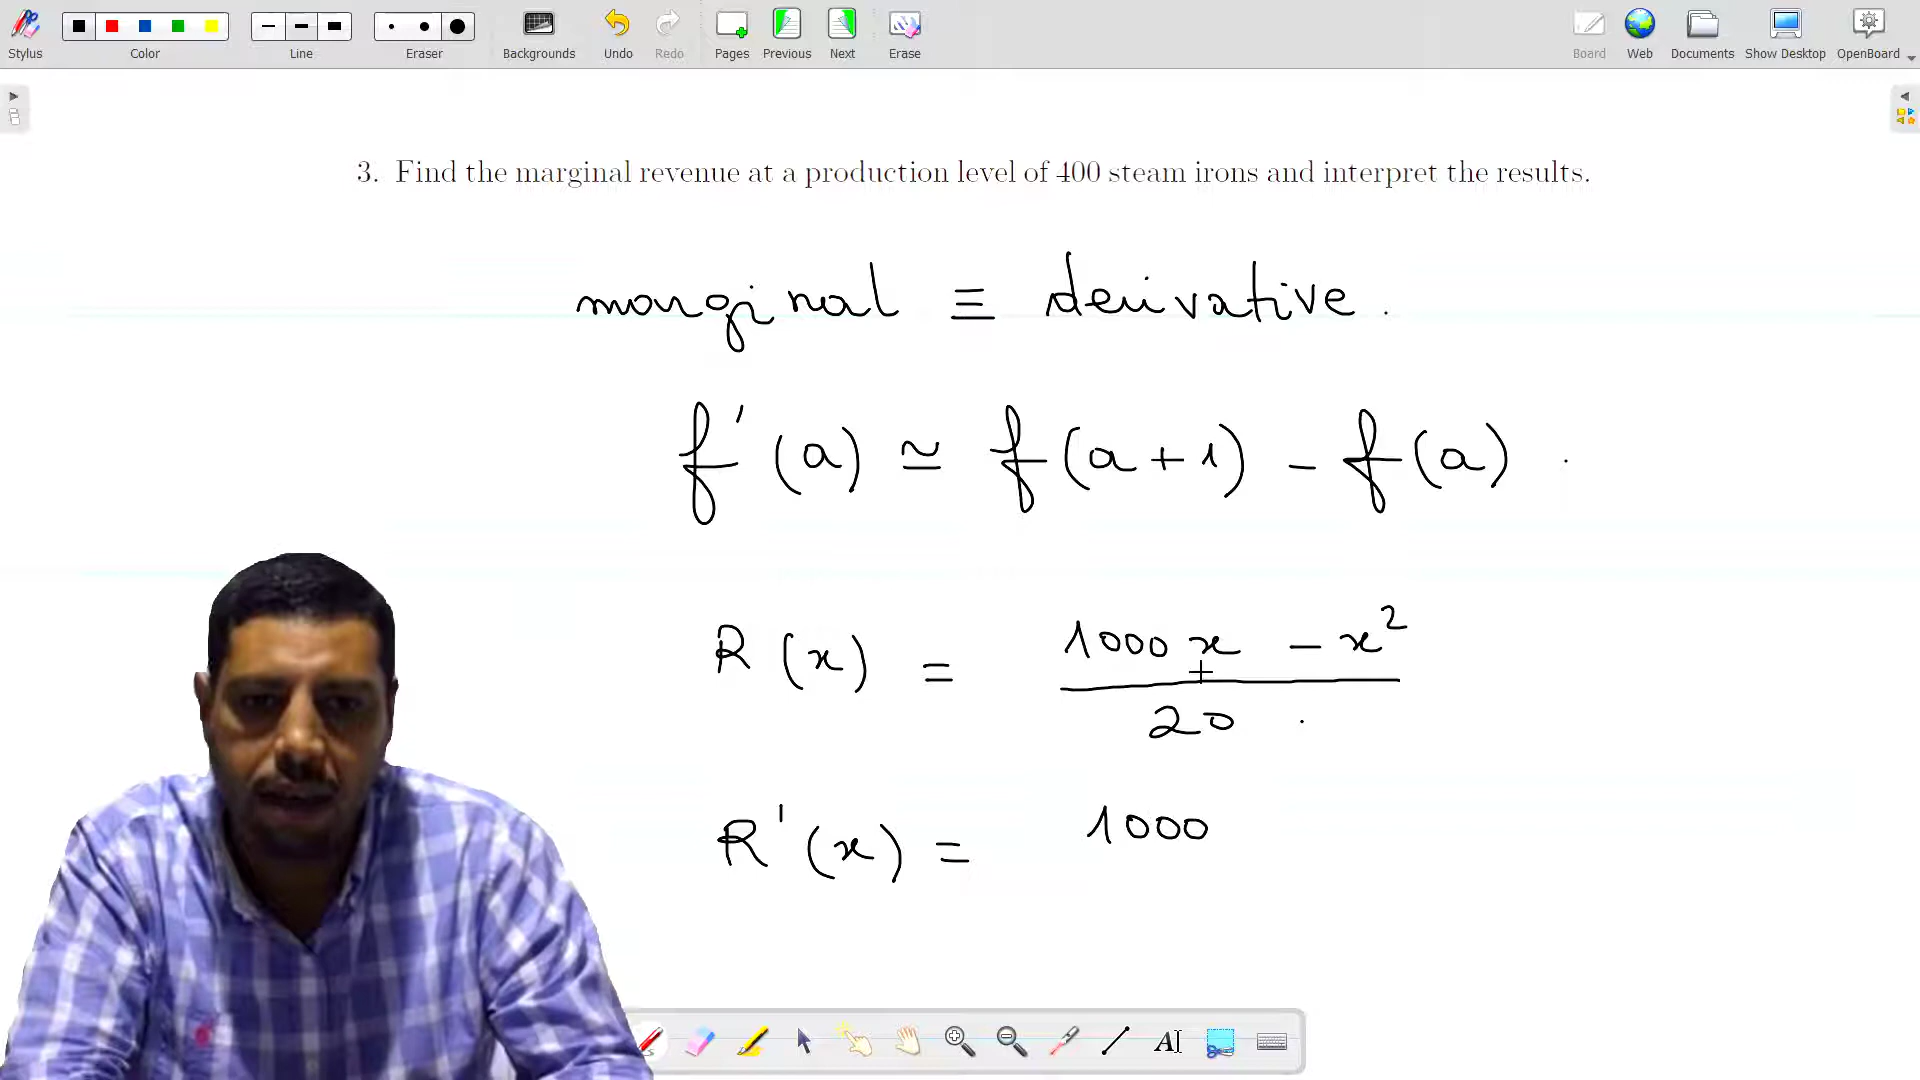 Stylus Color Line Eraser Backgrounds Undo Redo Pages Previous Next Erase Board Web Documents Show Desktop OpenBoard
3. Find the marginal revenue at a production level of 400 steam irons and interpret the results.
marginal ≡ derivative.
f'(a) ≃ f(a+1) - f(a).
R(x) = (1000x - x²)/20.
R'(x) = 1000
AI